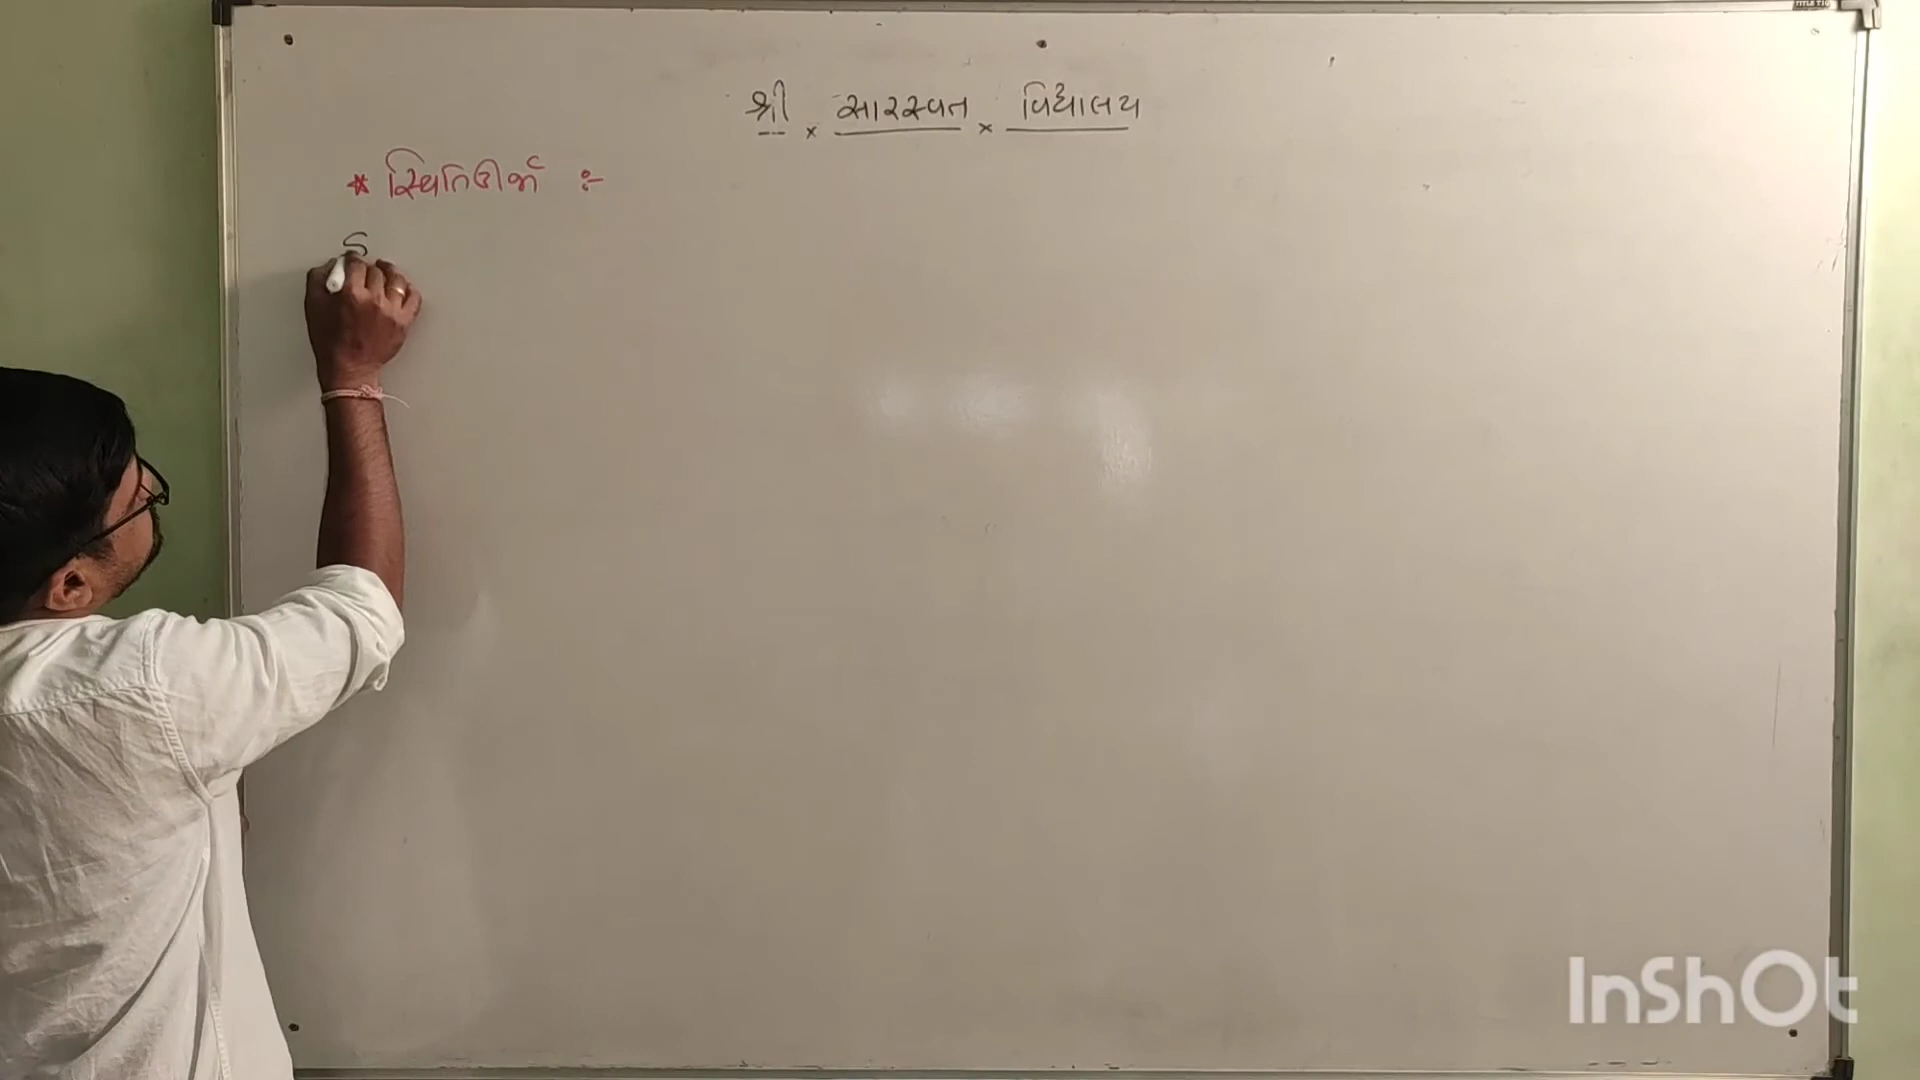 શ્રી × સારસ્વત × વિદ્યાલય
* સ્થિતિઊર્જા :-
ડ
InShOt